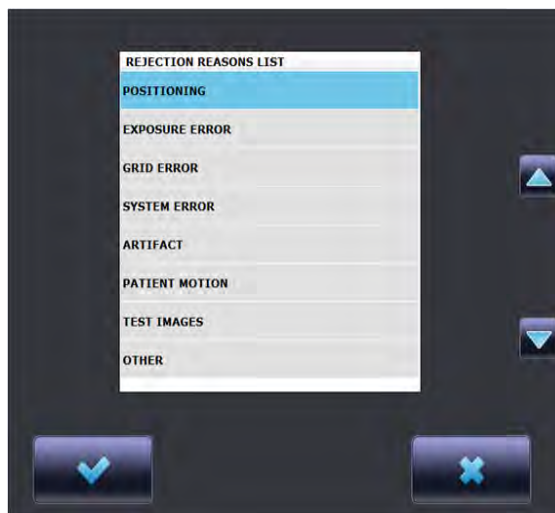 REJECTION REASONS LIST
POSITIONING
EXPOSURE ERROR
GRID ERROR
SYSTEM ERROR
ARTIFACT
PATIENT MOTION
TEST IMAGES
OTHER